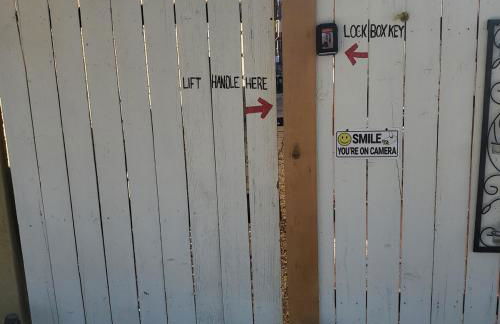 LOCK BOX KEY
LIFT HANDLE HERE
SMILE
YOU'RE ON CAMERA